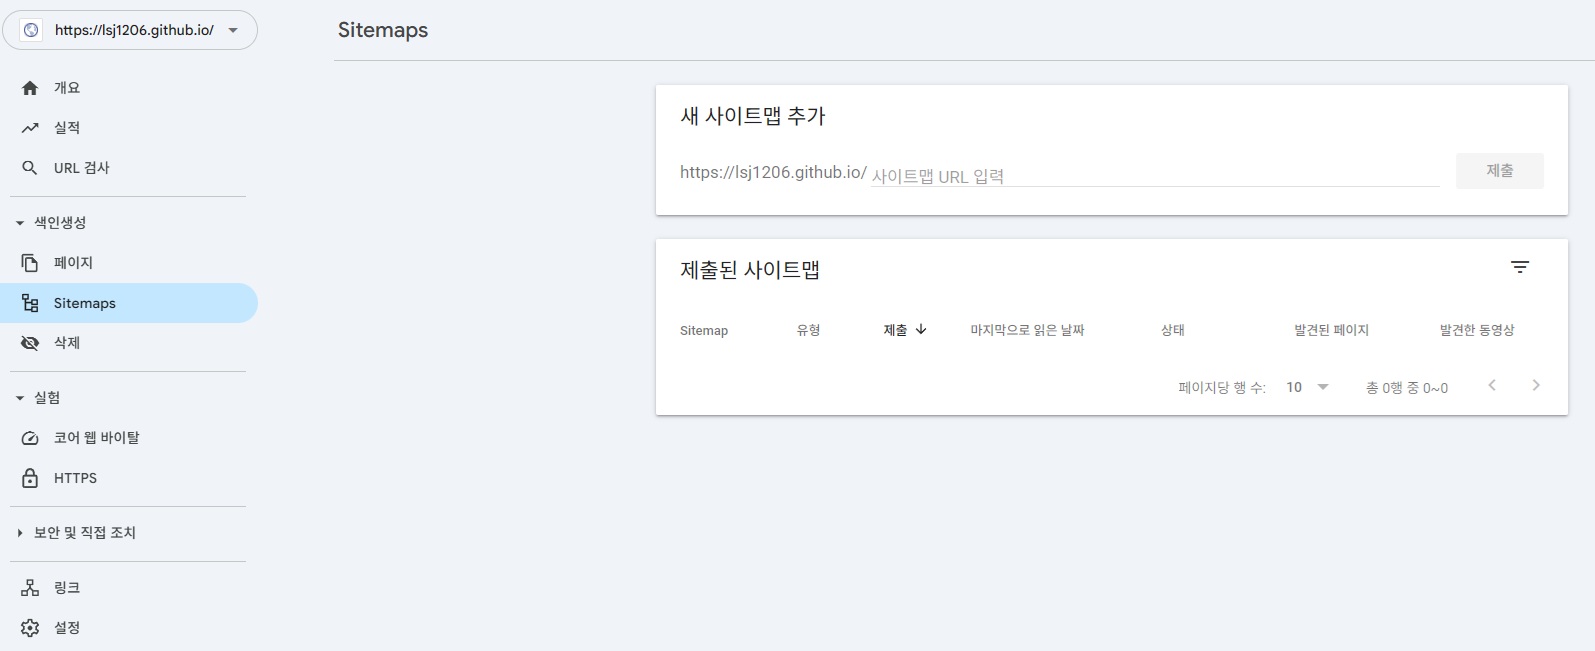 https://lsj1206.github.io/
개요
실적
URL 검사
색인생성
페이지
Sitemaps
삭제
실험
코어 웹 바이탈
HTTPS
보안 및 직접 조치
링크
설정
Sitemaps
새 사이트맵 추가
https://lsj1206.github.io/ 사이트맵 URL 입력 제출
제출된 사이트맵
Sitemap 유형 제출 마지막으로 읽은 날짜 상태 발견된 페이지 발견한 동영상
페이지당 행 수: 10 총 0행 중 0~0